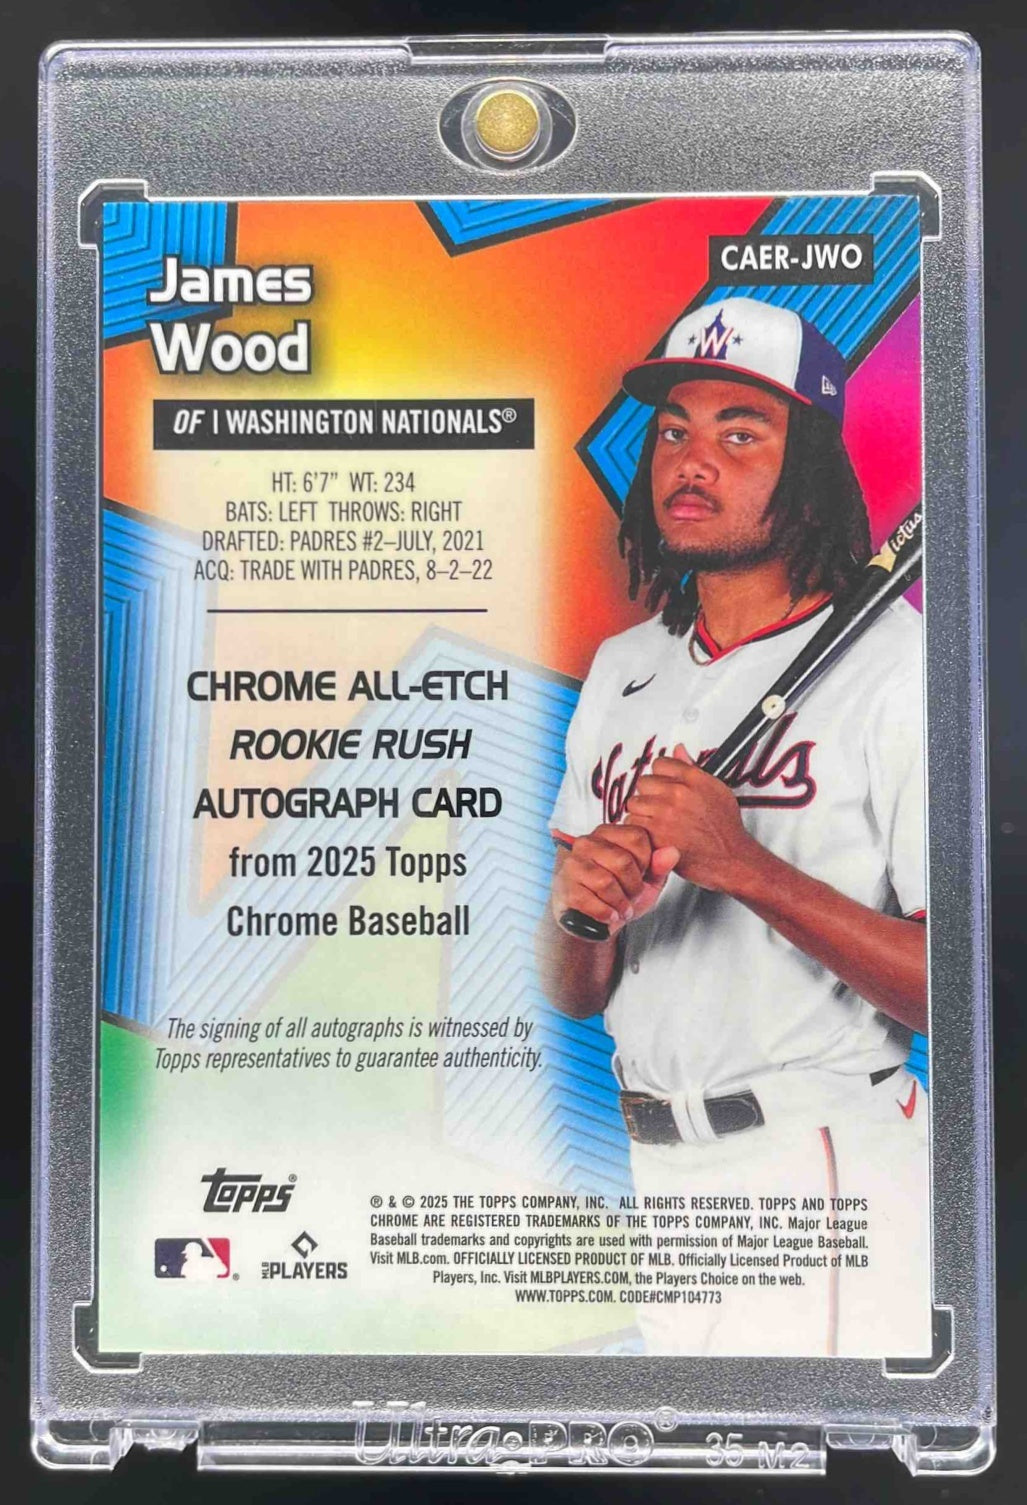 CAER-JWO
James
Wood
OF | WASHINGTON NATIONALS®
HT: 6'7" WT: 234
BATS: LEFT THROWS: RIGHT
DRAFTED: PADRES #2–JULY, 2021
ACQ: TRADE WITH PADRES, 8–2–22
CHROME ALL-ETCH
ROOKIE RUSH
AUTOGRAPH CARD
from 2025 Topps
Chrome Baseball
The signing of all autographs is witnessed by
Topps representatives to guarantee authenticity.
W
Victus
Nationals
Topps®
MLB PLAYERS
® & © 2025 THE TOPPS COMPANY, INC. ALL RIGHTS RESERVED. TOPPS AND TOPPS
CHROME ARE REGISTERED TRADEMARKS OF THE TOPPS COMPANY, INC. Major League
Baseball trademarks and copyrights are used with permission of Major League Baseball.
Visit MLB.com. OFFICIALLY LICENSED PRODUCT OF MLB. Officially Licensed Product of MLB
Players, Inc. Visit MLBPLAYERS.COM, the Players Choice on the web.
WWW.TOPPS.COM. CODE#CMP104773
Ultra•PRO® 35 M2